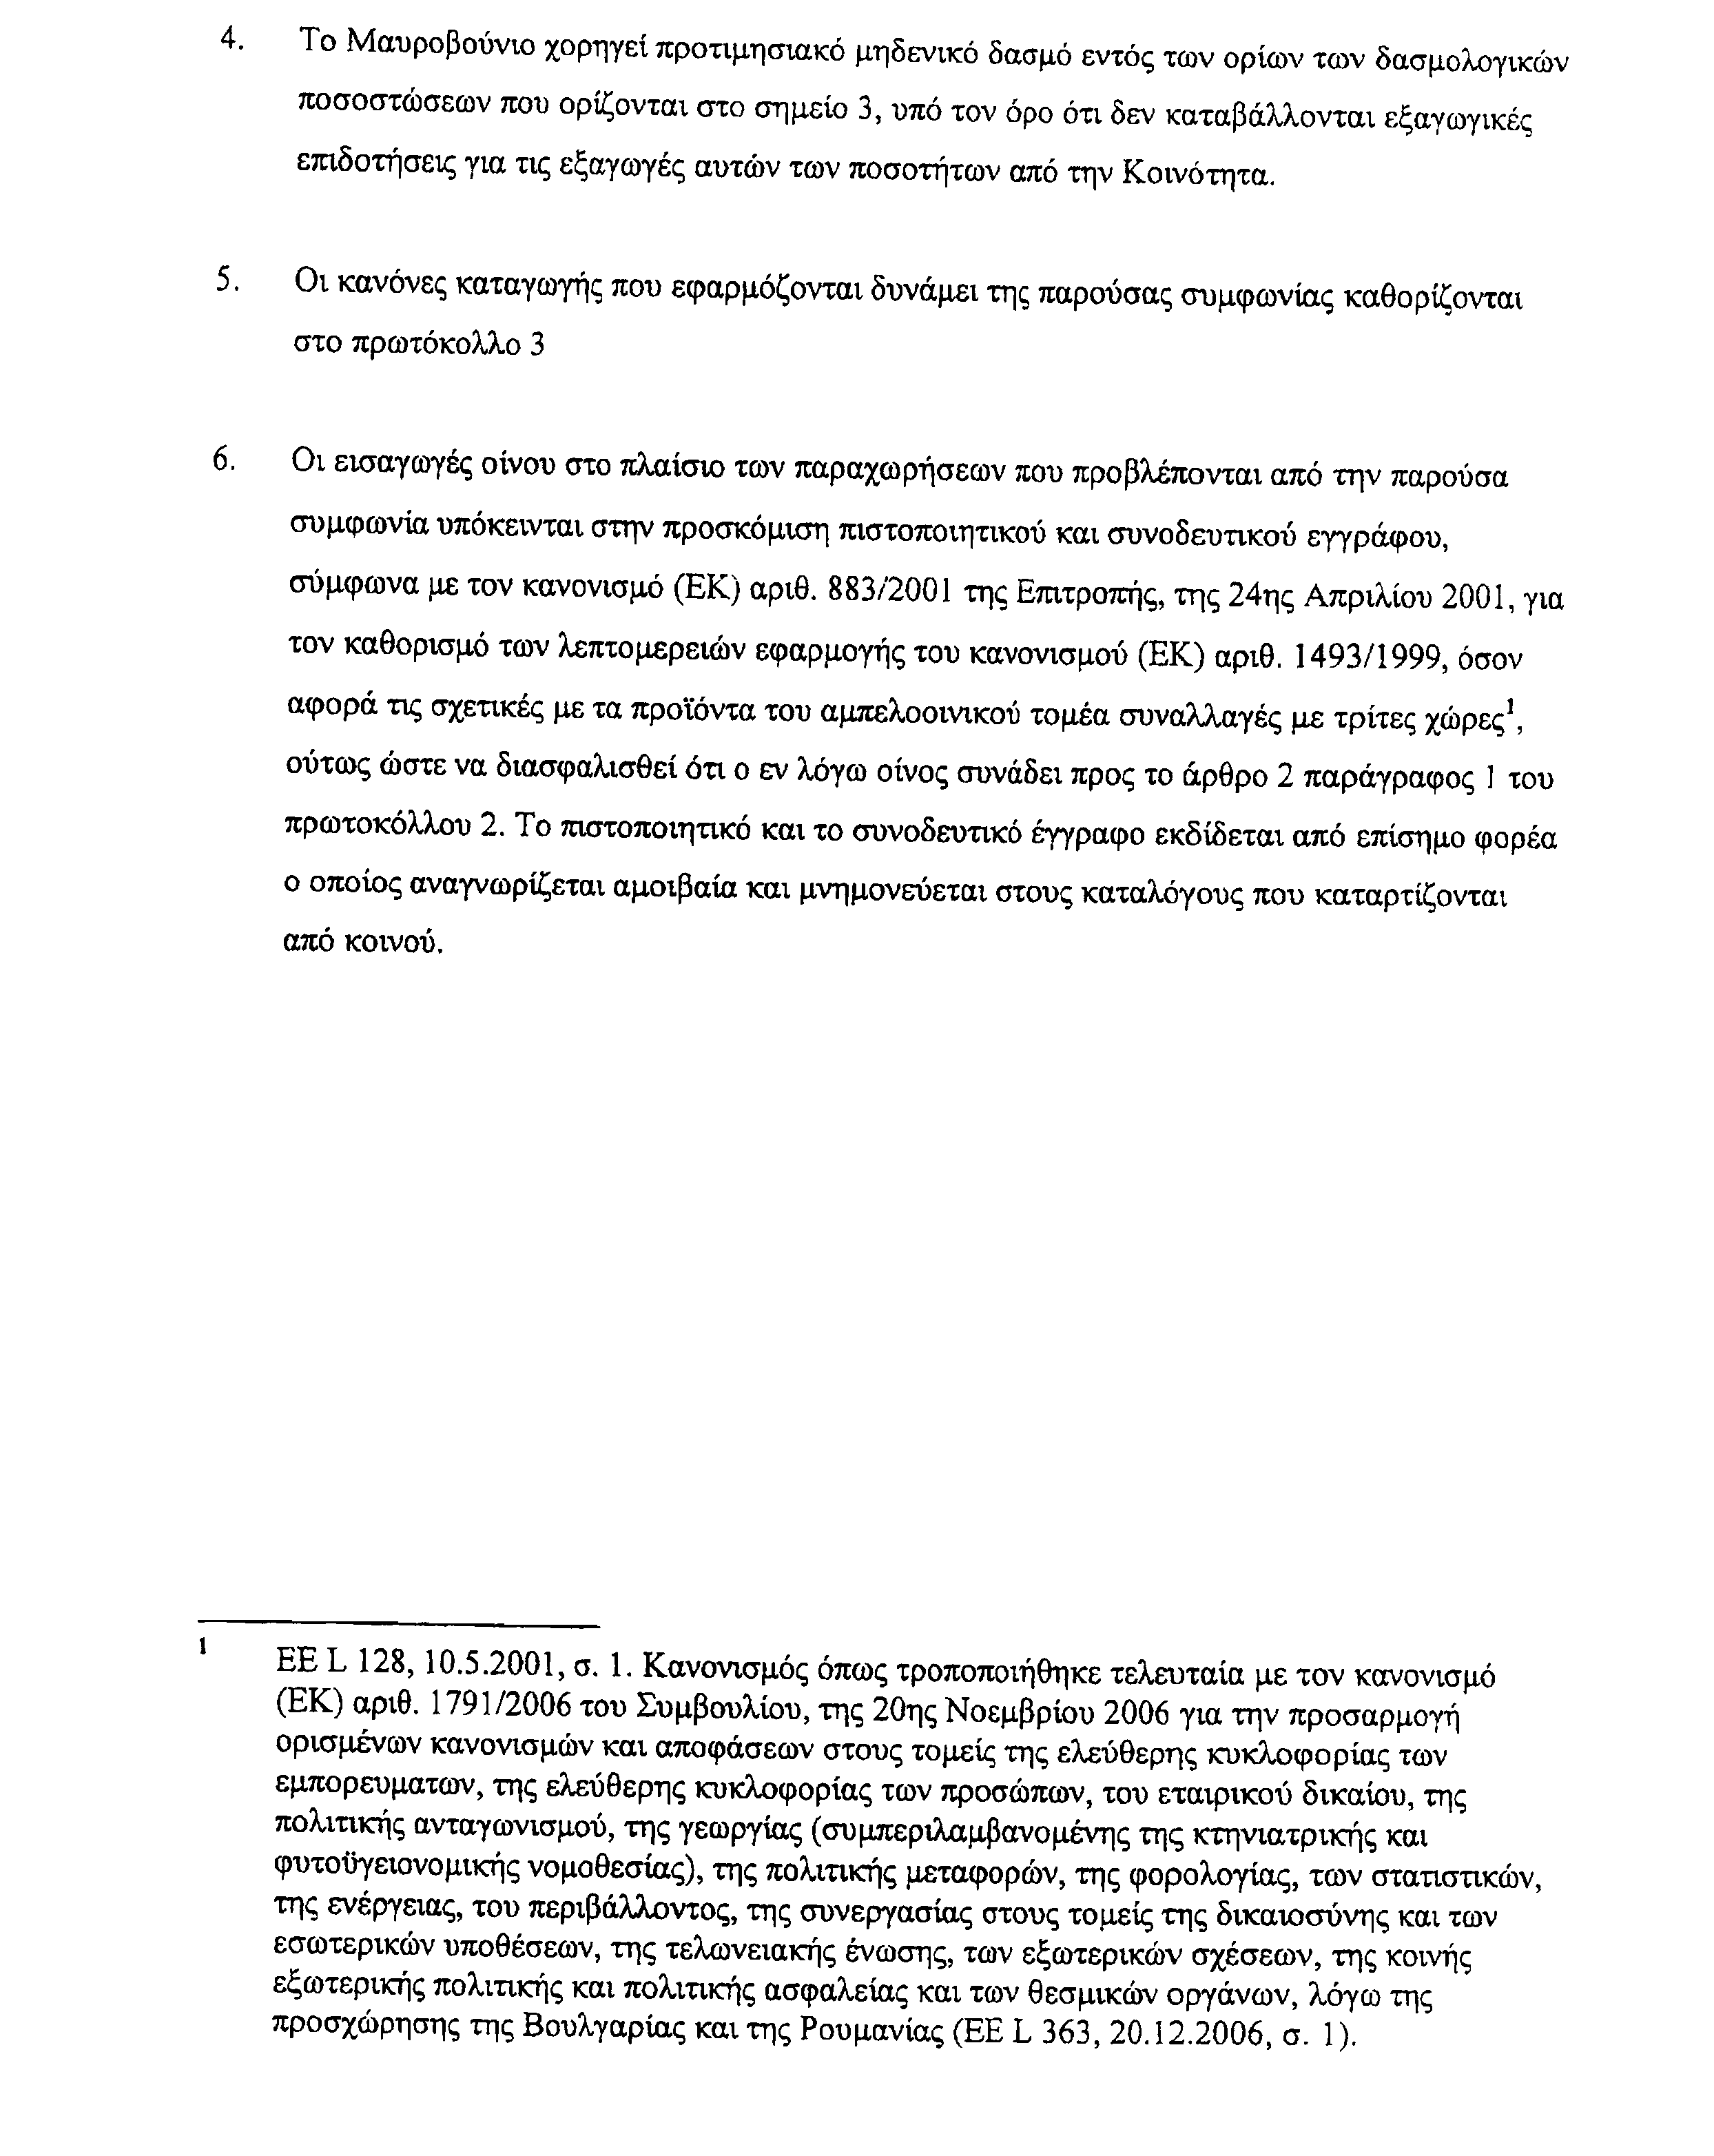 4. Το Μαυροβούνιο χορηγεί προτιμησιακό μηδενικό δασμό εντός των ορίων των δασμολογικών
ποσοστώσεων που ορίζονται στο σημείο 3, υπό τον όρο ότι δεν καταβάλλονται εξαγωγικές
επιδοτήσεις για τις εξαγωγές αυτών των ποσοτήτων από την Κοινότητα.
5. Οι κανόνες καταγωγής που εφαρμόζονται δυνάμει της παρούσας συμφωνίας καθορίζονται
στο πρωτόκολλο 3
6. Οι εισαγωγές οίνου στο πλαίσιο των παραχωρήσεων που προβλέπονται από την παρούσα
συμφωνία υπόκεινται στην προσκόμιση πιστοποιητικού και συνοδευτικού εγγράφου,
σύμφωνα με τον κανονισμό (ΕΚ) αριθ. 883/2001 της Επιτροπής, της 24ης Απριλίου 2001, για
τον καθορισμό των λεπτομερειών εφαρμογής του κανονισμού (ΕΚ) αριθ. 1493/1999, όσον
αφορά τις σχετικές με τα προϊόντα του αμπελοοινικού τομέα συναλλαγές με τρίτες χώρες¹,
ούτως ώστε να διασφαλισθεί ότι ο εν λόγω οίνος συνάδει προς το άρθρο 2 παράγραφος 1 του
πρωτοκόλλου 2. Το πιστοποιητικό και το συνοδευτικό έγγραφο εκδίδεται από επίσημο φορέα
ο οποίος αναγνωρίζεται αμοιβαία και μνημονεύεται στους καταλόγους που καταρτίζονται
από κοινού.
¹ ΕΕ L 128, 10.5.2001, σ. 1. Κανονισμός όπως τροποποιήθηκε τελευταία με τον κανονισμό
(ΕΚ) αριθ. 1791/2006 του Συμβουλίου, της 20ης Νοεμβρίου 2006 για την προσαρμογή
ορισμένων κανονισμών και αποφάσεων στους τομείς της ελεύθερης κυκλοφορίας των
εμπορευματων, της ελεύθερης κυκλοφορίας των προσώπων, του εταιρικού δικαίου, της
πολιτικής ανταγωνισμού, της γεωργίας (συμπεριλαμβανομένης της κτηνιατρικής και
φυτοϋγειονομικής νομοθεσίας), της πολιτικής μεταφορών, της φορολογίας, των στατιστικών,
της ενέργειας, του περιβάλλοντος, της συνεργασίας στους τομείς της δικαιοσύνης και των
εσωτερικών υποθέσεων, της τελωνειακής ένωσης, των εξωτερικών σχέσεων, της κοινής
εξωτερικής πολιτικής και πολιτικής ασφαλείας και των θεσμικών οργάνων, λόγω της
προσχώρησης της Βουλγαρίας και της Ρουμανίας (ΕΕ L 363, 20.12.2006, σ. 1).